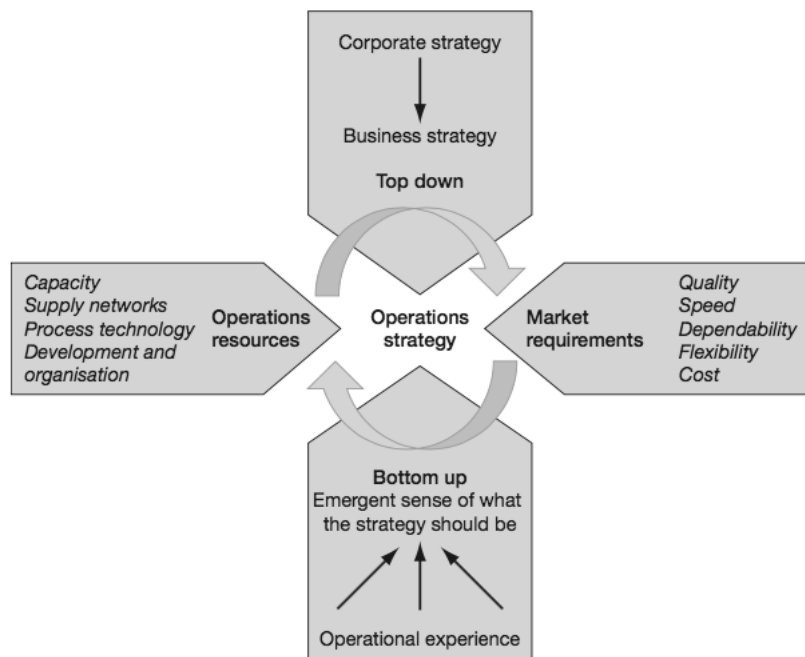 Corporate strategy
Business strategy
Top down
Capacity
Supply networks
Process technology
Development and
organisation
Operations
resources
Operations
strategy
Market
requirements
Quality
Speed
Dependability
Flexibility
Cost
Bottom up
Emergent sense of what
the strategy should be
Operational experience